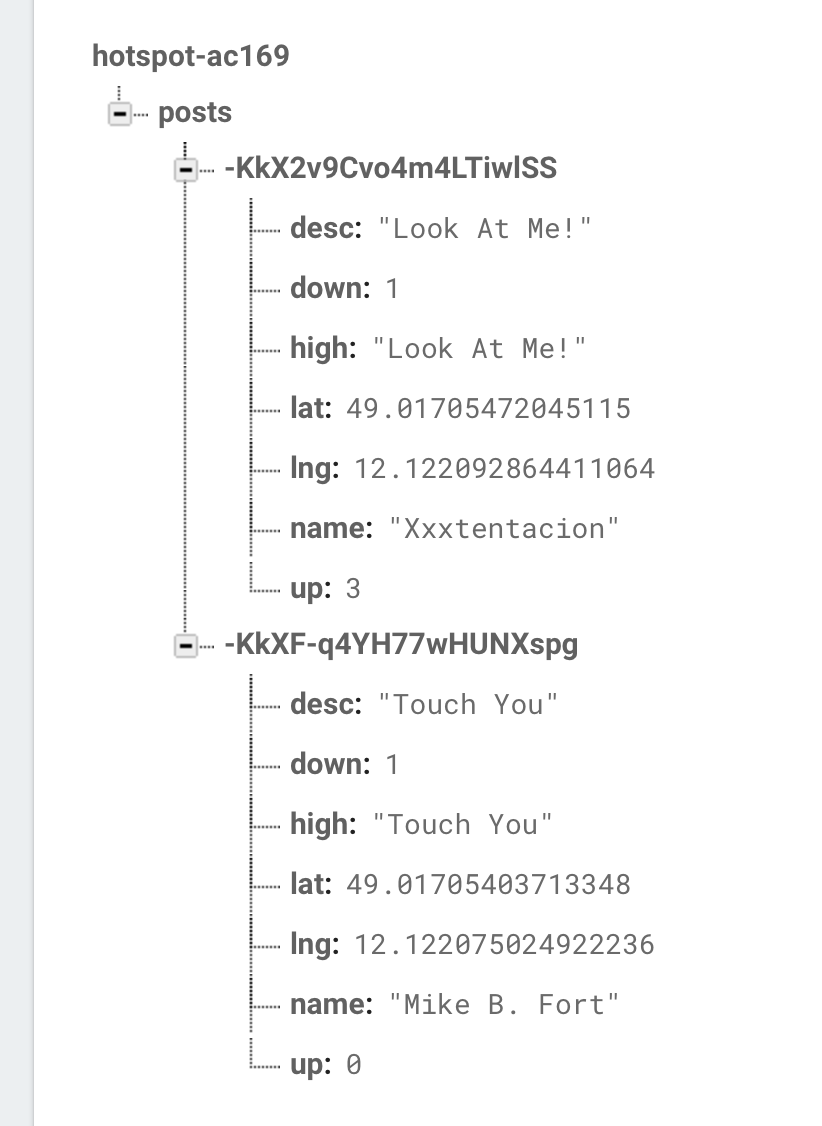 hotspot-ac169
posts
-KkX2v9Cvo4m4LTiwlSS
desc: "Look At Me!"
down: 1
high: "Look At Me!"
lat: 49.01705472045115
lng: 12.122092864411064
name: "Xxxtentacion"
up: 3
-KkXF-q4YH77wHUNXspg
desc: "Touch You"
down: 1
high: "Touch You"
lat: 49.01705403713348
lng: 12.122075024922236
name: "Mike B. Fort"
up: 0